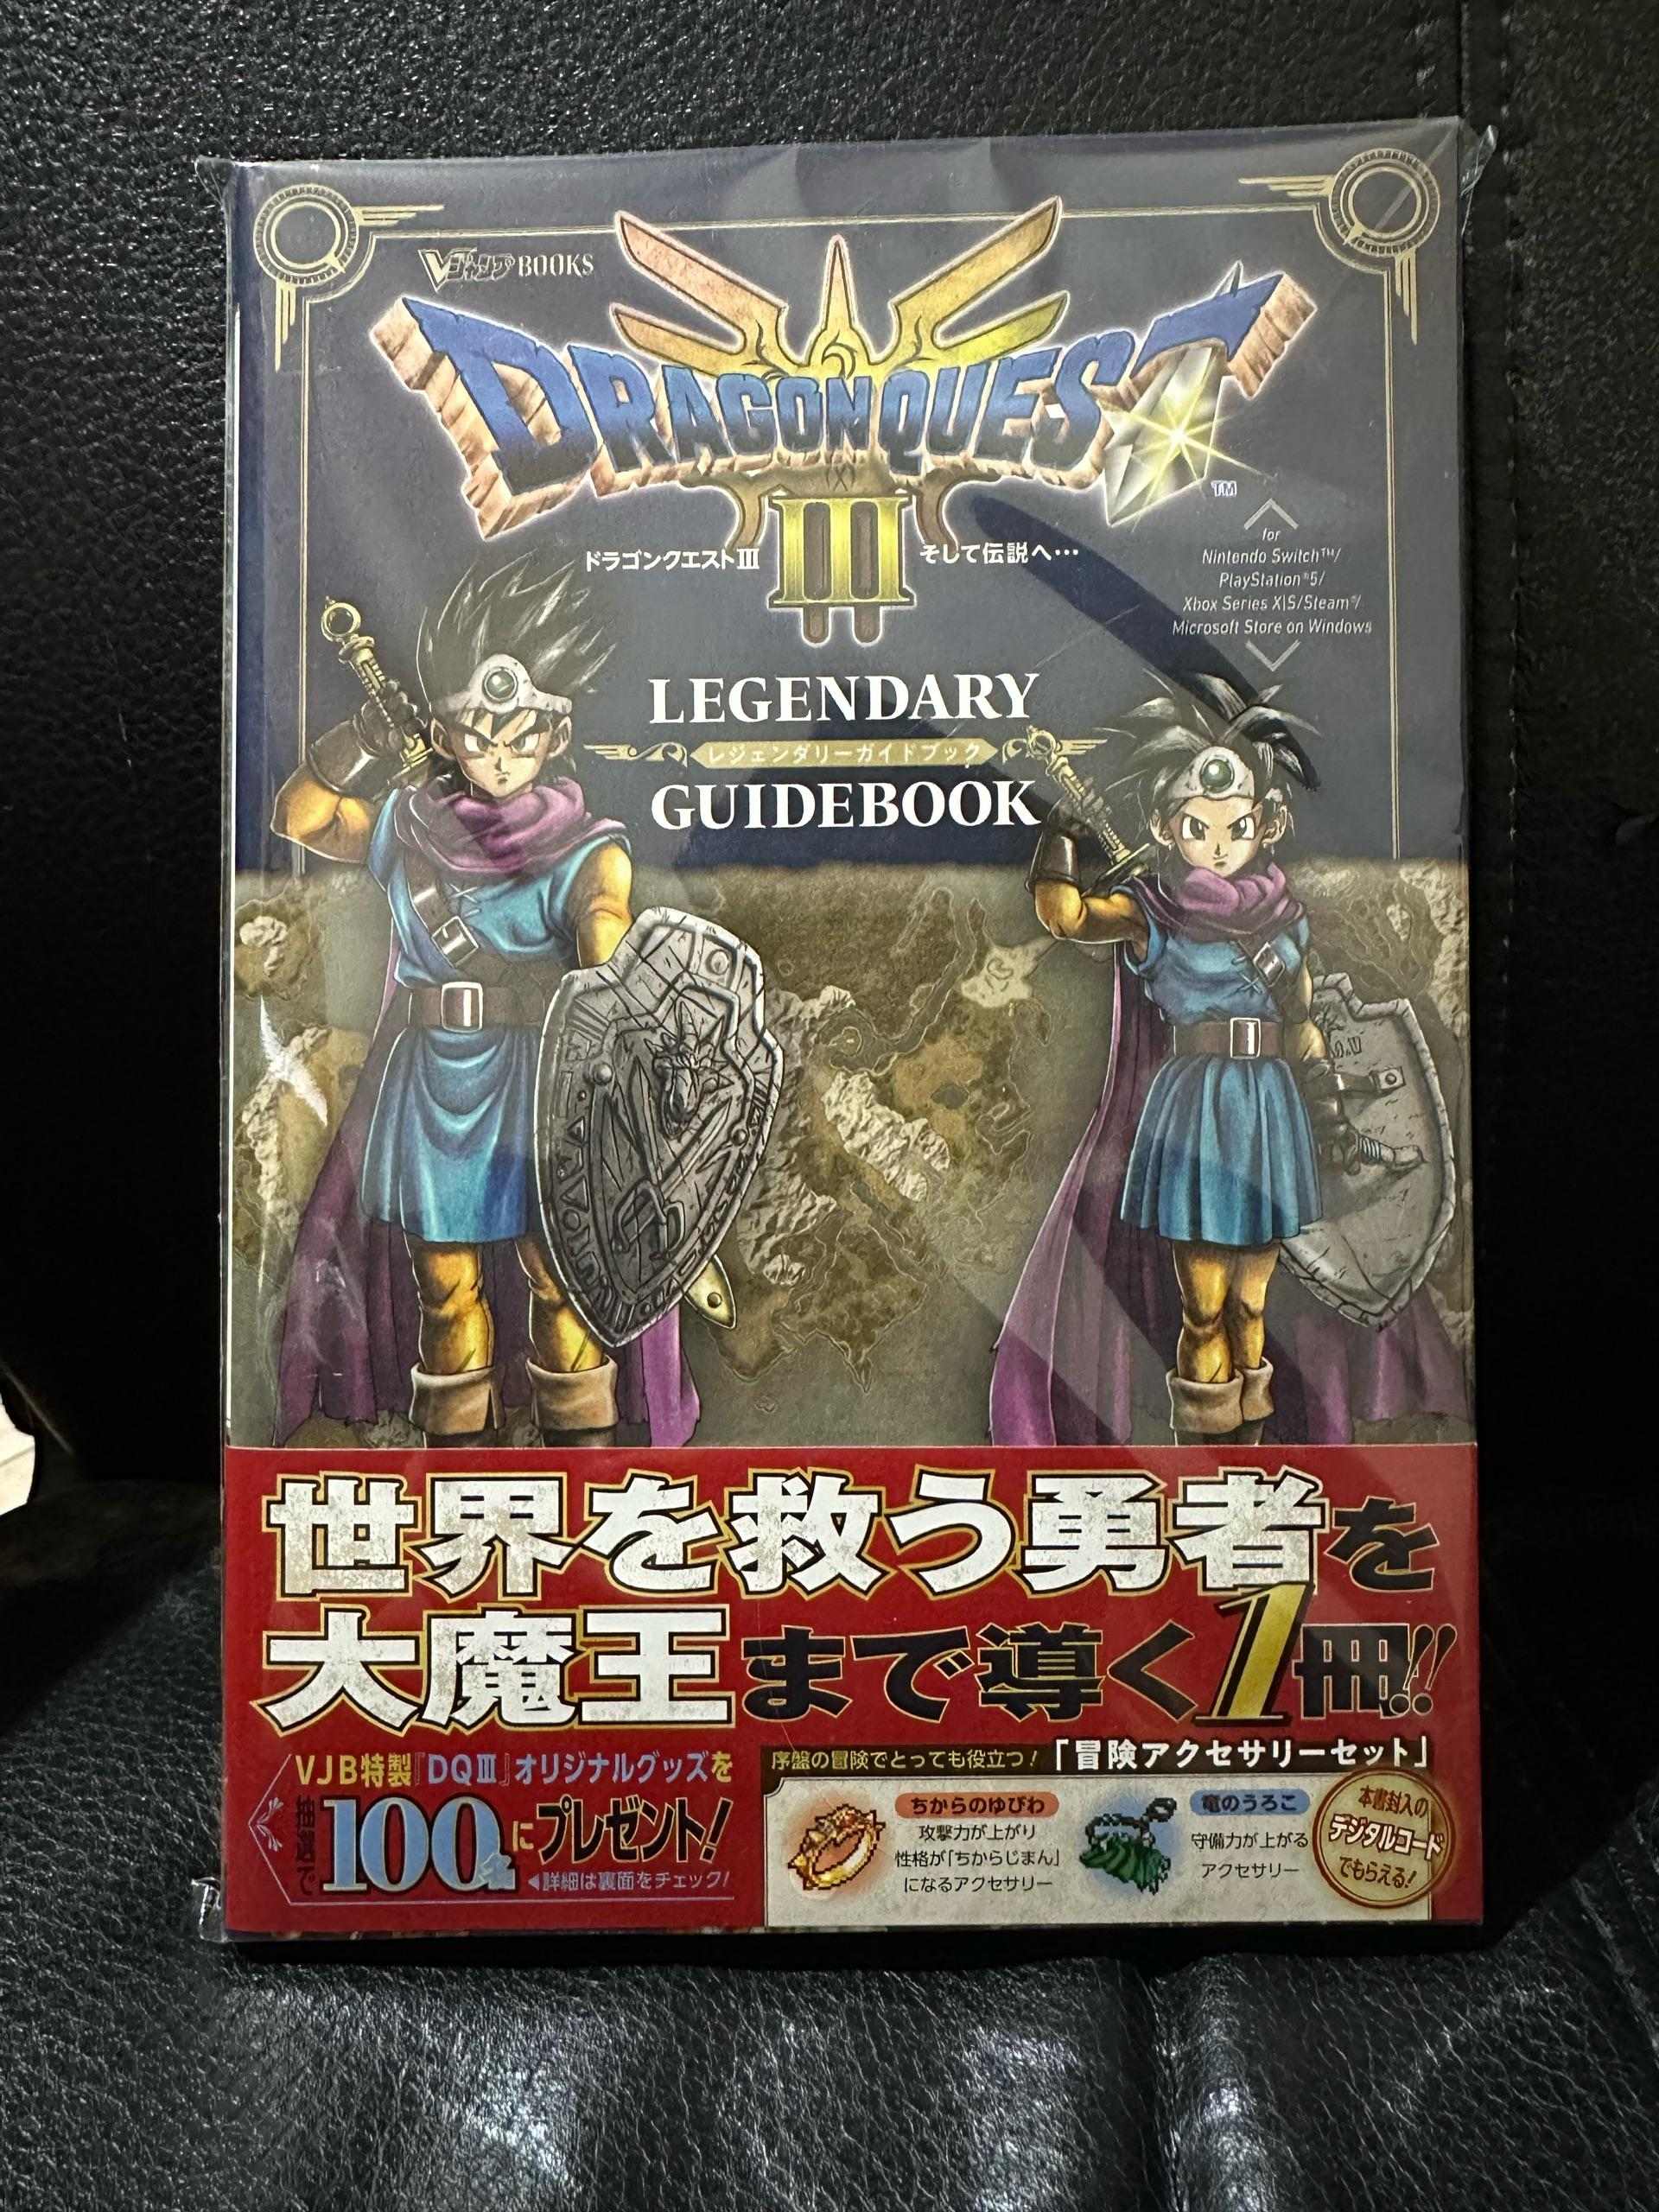 Vジャンプ BOOKS
DRAGON QUEST
TM
III
ドラゴンクエストIII
そして伝説へ…
for
Nintendo Switch™/
PlayStation®5/
Xbox Series X|S/Steam®/
Microsoft Store on Windows
LEGENDARY
レジェンダリーガイドブック
GUIDEBOOK
世界を救う勇者を
大魔王まで導く1冊!!
VJB特製『DQⅢ』オリジナルグッズを
抽選で100名にプレゼント!
◀詳細は裏面をチェック!
序盤の冒険でとっても役立つ!「冒険アクセサリーセット」
ちからのゆびわ
攻撃力が上がり
性格が「ちからじまん」
になるアクセサリー
竜のうろこ
守備力が上がる
アクセサリー
本書封入の
デジタルコード
でもらえる!